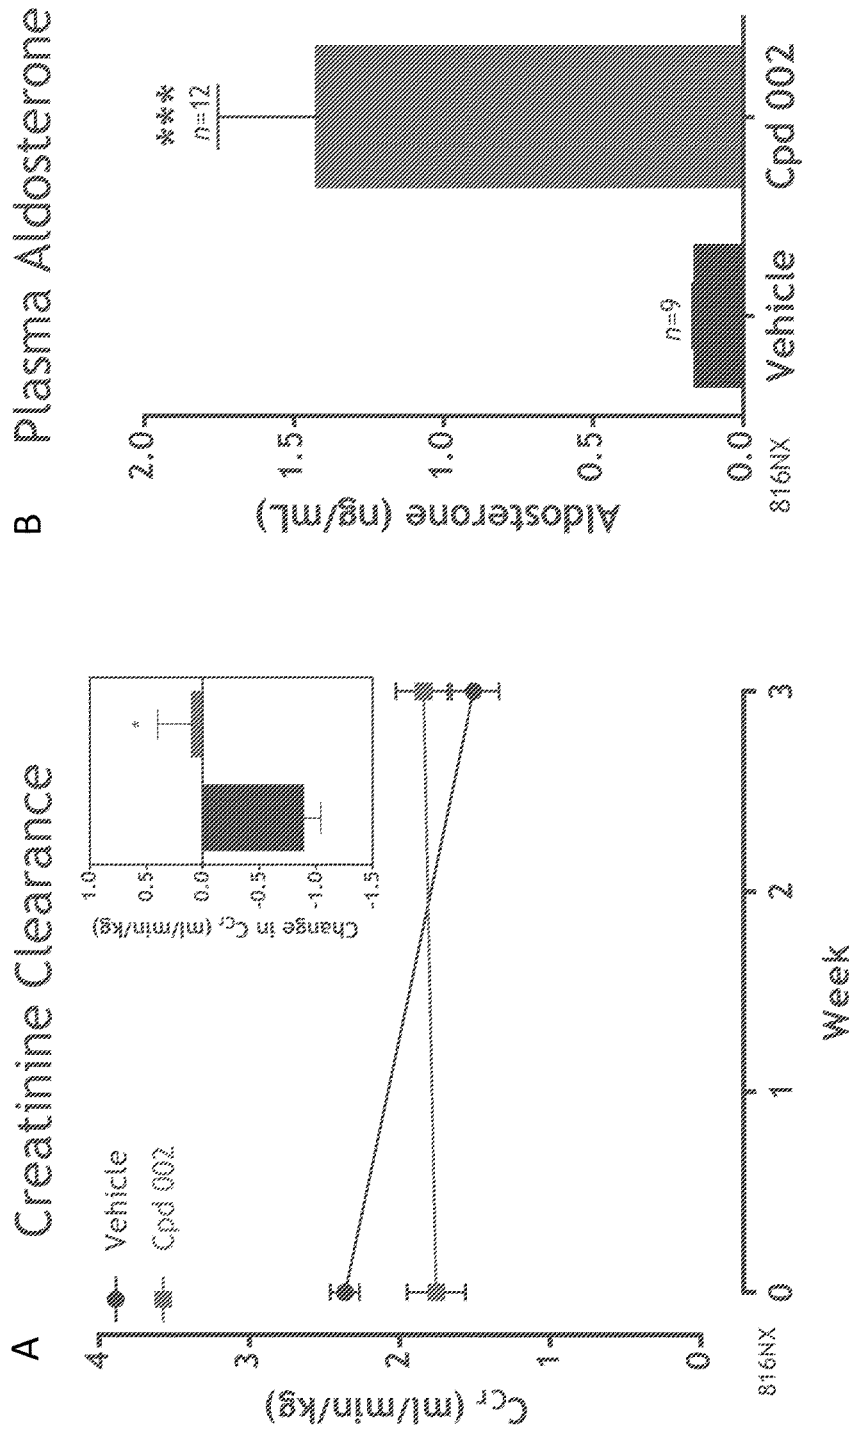 A Creatinine Clearance
Vehicle
Cpd 002
4
3
2
1
0
C_Cr (ml/min/kg)
0 1 2 3
Week
816NX
1.0
0.5
0.0
-0.5
-1.0
-1.5
Change in C_Cr (ml/min/kg)
*
B Plasma Aldosterone
2.0
1.5
1.0
0.5
0.0
Aldosterone (ng/mL)
n=9
***
n=12
Vehicle Cpd 002
816NX